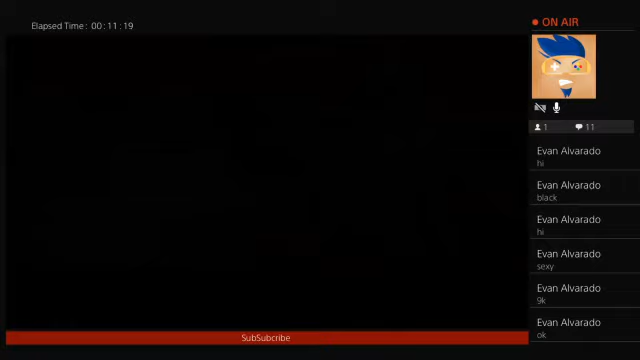 Elapsed Time : 00:11:19
ON AIR
1
11
Evan Alvarado
hi
Evan Alvarado
black
Evan Alvarado
hi
Evan Alvarado
sexy
Evan Alvarado
9k
Evan Alvarado
ok
SubSubcribe